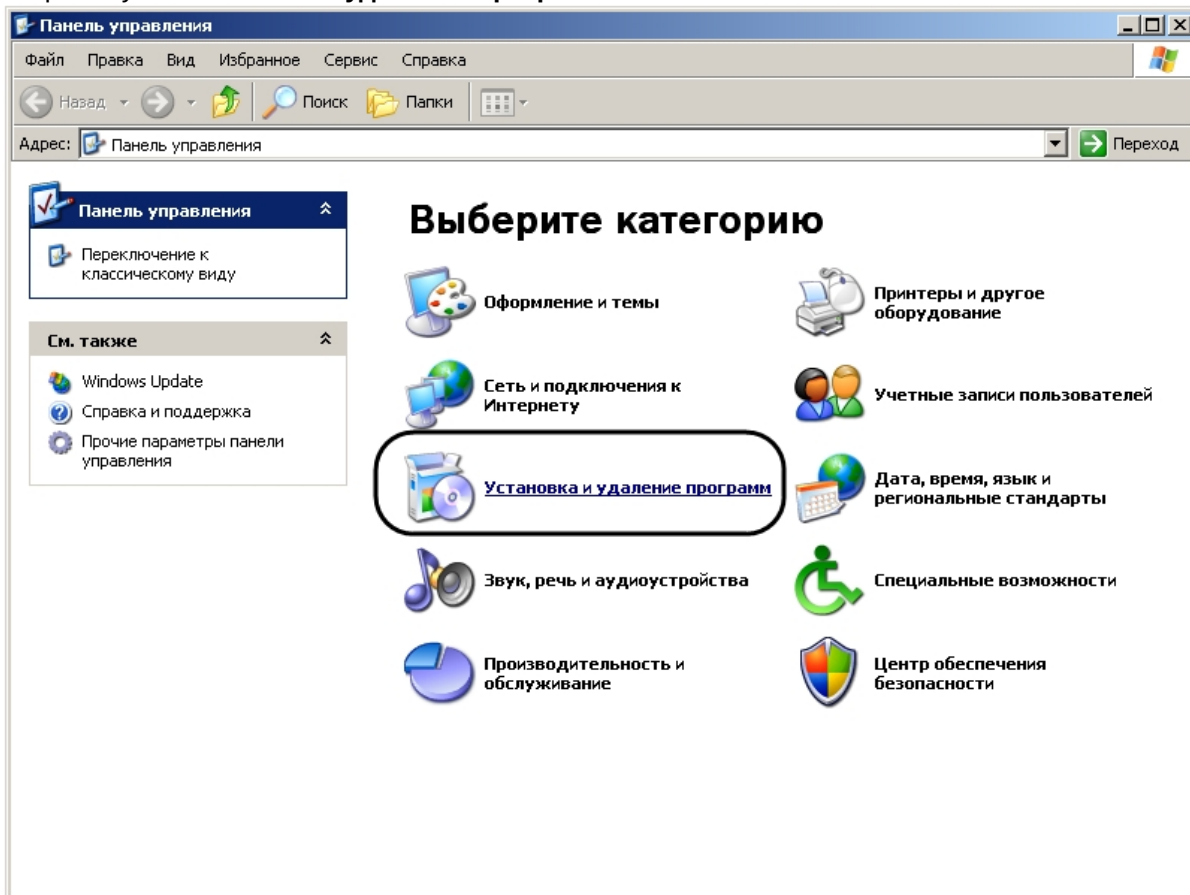 Панель управления
Файл Правка Вид Избранное Сервис Справка
Назад Поиск Папки
Адрес: Панель управления Переход
Панель управления
Переключение к
классическому виду
См. также
Windows Update
Справка и поддержка
Прочие параметры панели
управления
Выберите категорию
Оформление и темы
Принтеры и другое
оборудование
Сеть и подключения к
Интернету
Учетные записи пользователей
Установка и удаление программ
Дата, время, язык и
региональные стандарты
Звук, речь и аудиоустройства
Специальные возможности
Производительность и
обслуживание
Центр обеспечения
безопасности